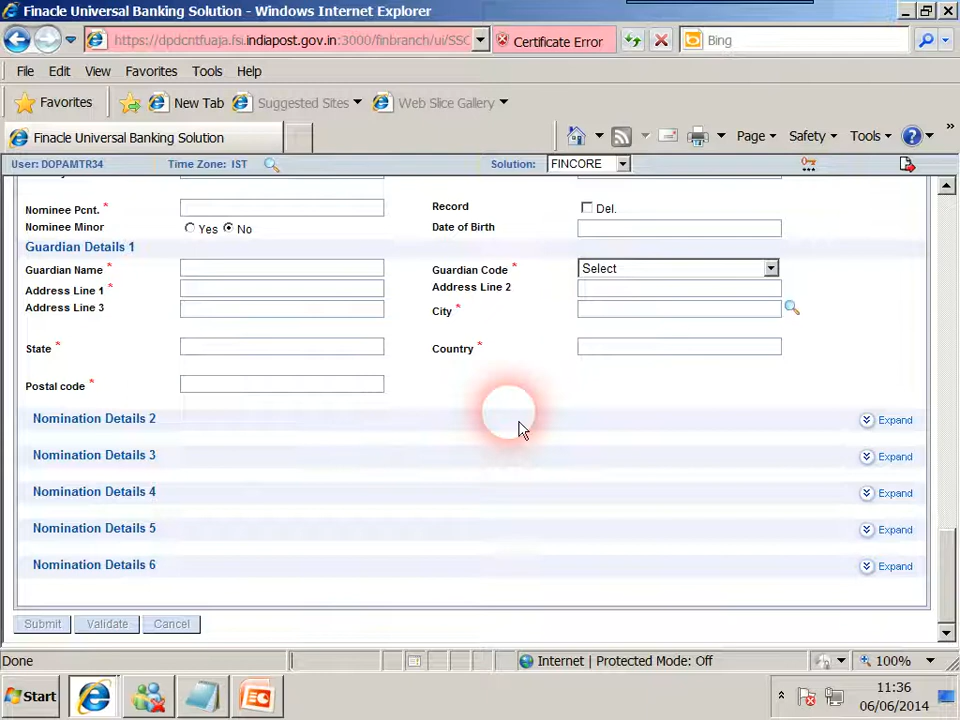 Finacle Universal Banking Solution - Windows Internet Explorer
https://dpdcntfuaja.fsi.indiapost.gov.in:3000/finbranch/ui/SSC Certificate Error Bing
File Edit View Favorites Tools Help
Favorites New Tab Suggested Sites Web Slice Gallery
Finacle Universal Banking Solution Page Safety Tools »
User: DOPAMTR34 Time Zone: IST Solution: FINCORE
Nominee Pcnt. * Record Del.
Nominee Minor Yes No Date of Birth
Guardian Details 1
Guardian Name * Guardian Code * Select
Address Line 1 * Address Line 2
Address Line 3 City *
State * Country *
Postal code *
Nomination Details 2 Expand
Nomination Details 3 Expand
Nomination Details 4 Expand
Nomination Details 5 Expand
Nomination Details 6 Expand
Submit Validate Cancel
Done Internet | Protected Mode: Off 100%
Start 11:36
06/06/2014